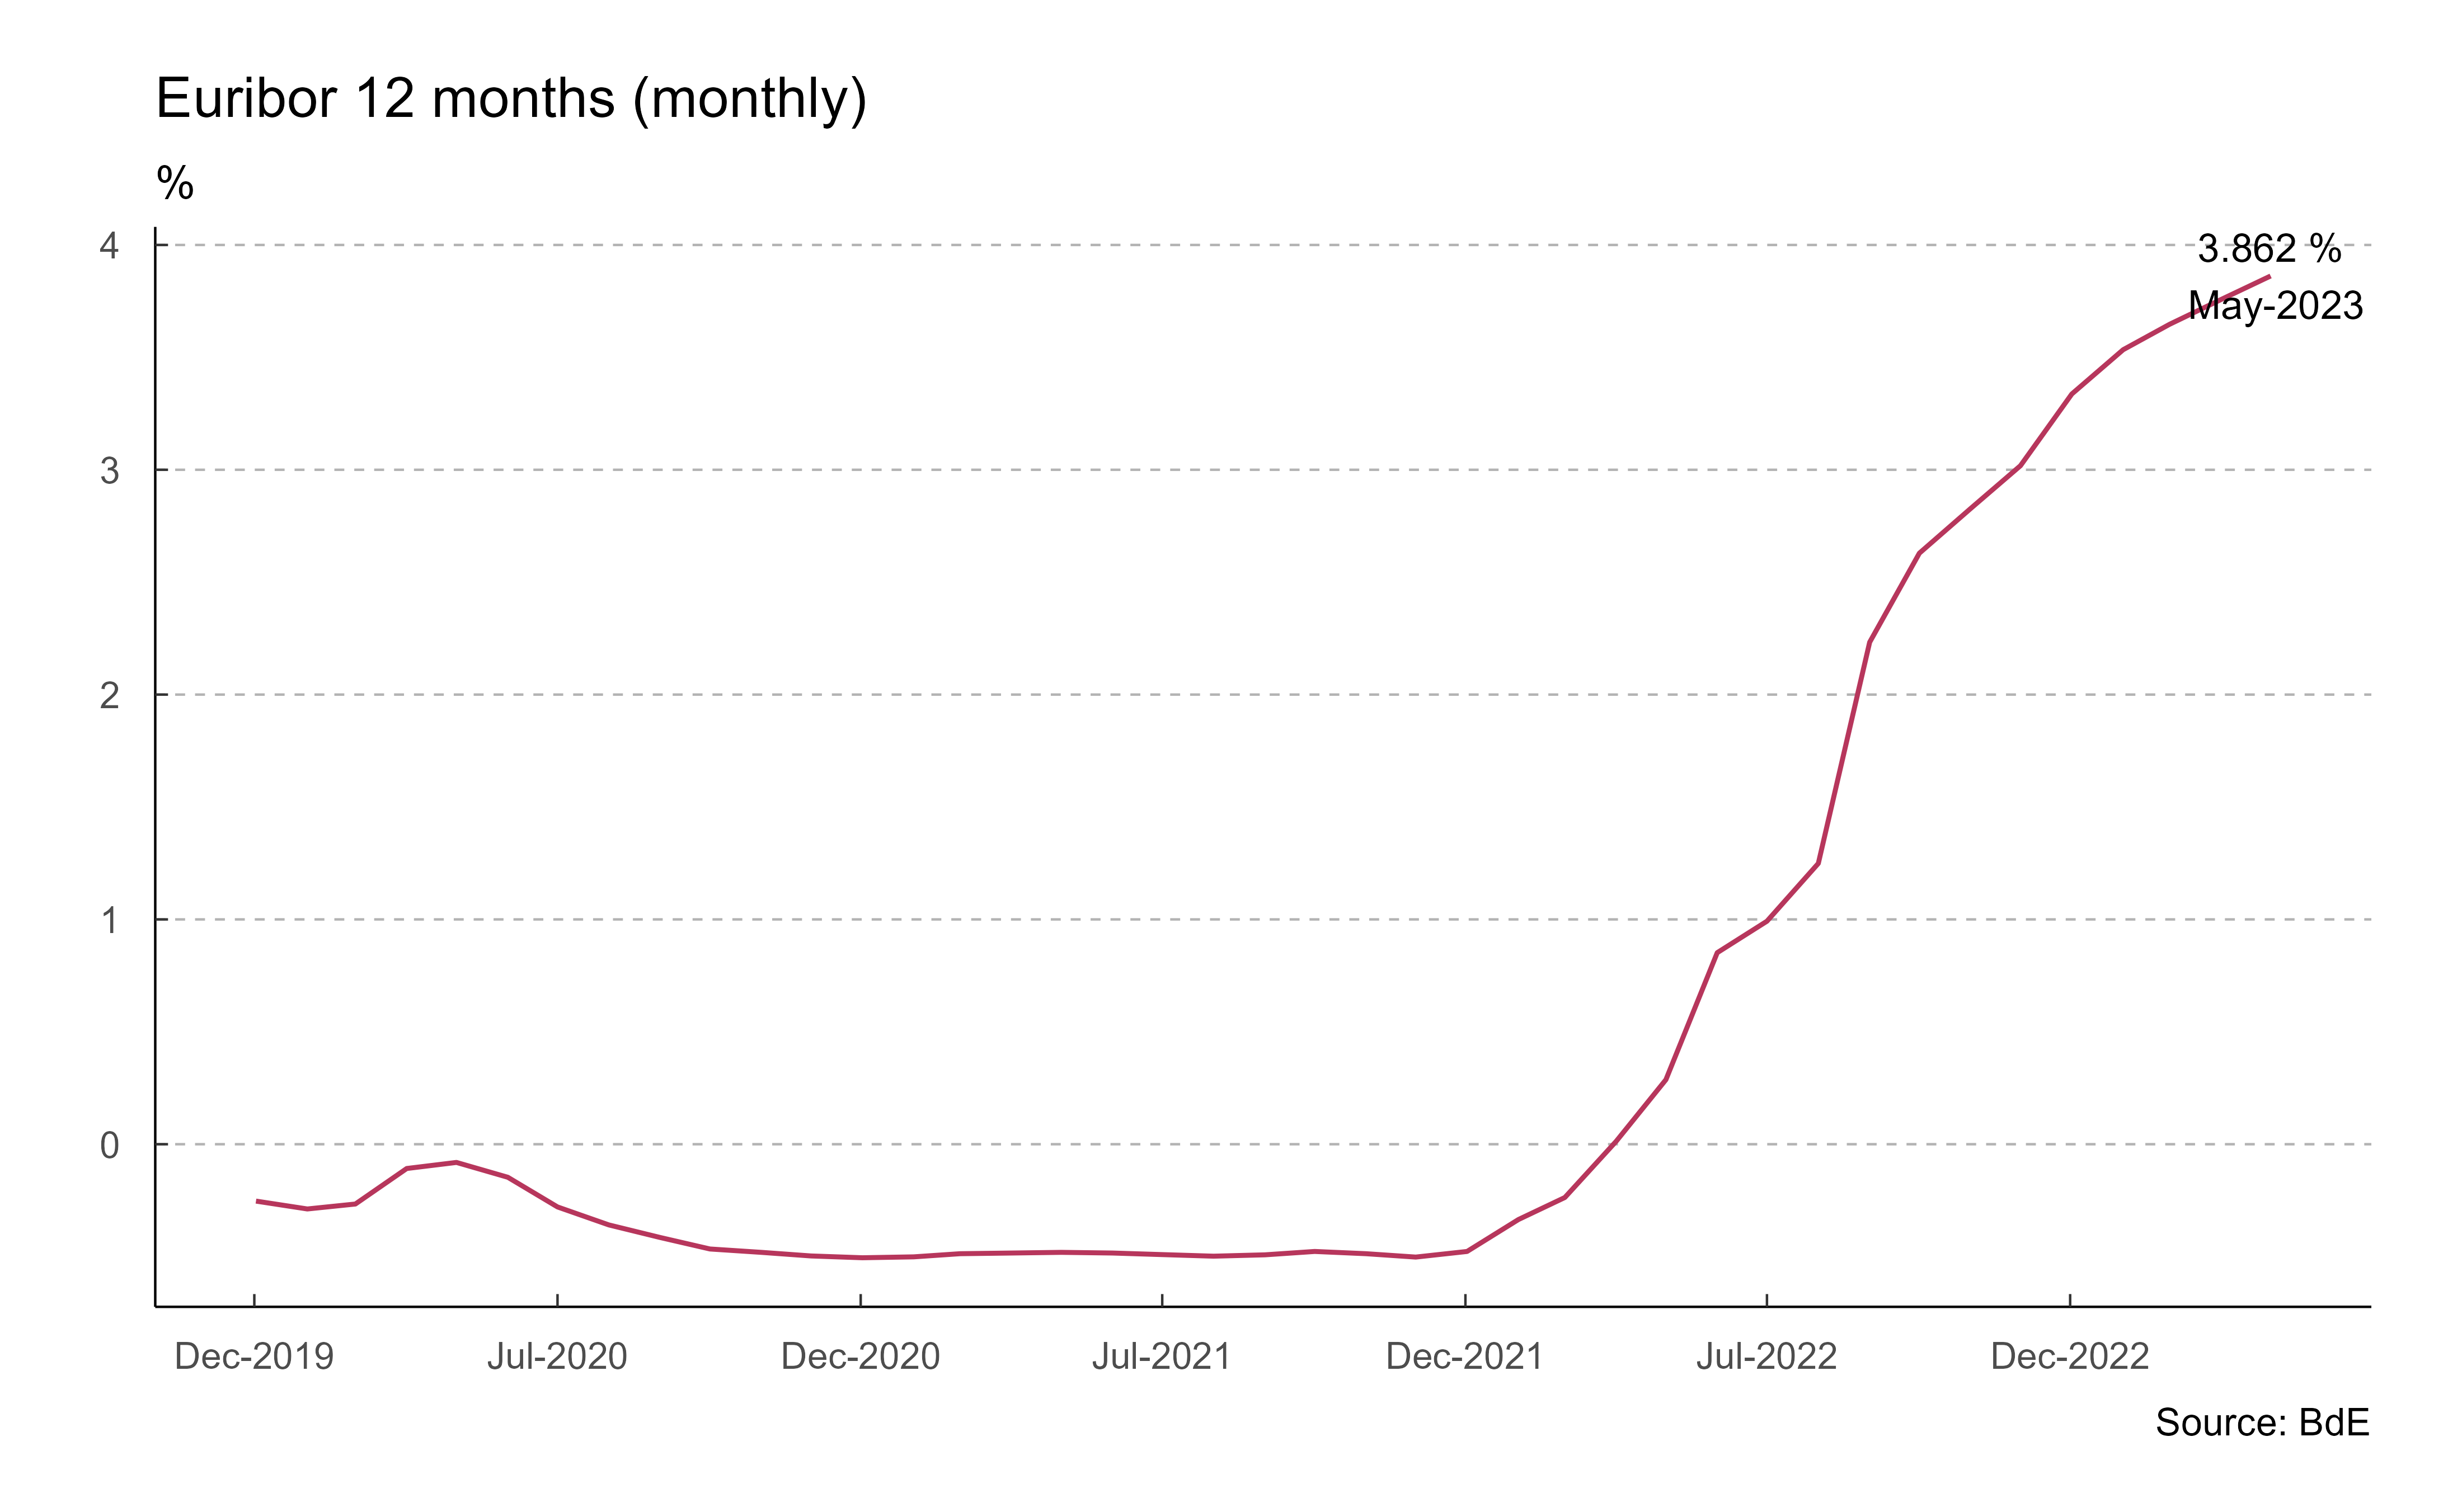 Euribor 12 months (monthly)
%
4
3.862 %
May-2023
3
2
1
0
Dec-2019 Jul-2020 Dec-2020 Jul-2021 Dec-2021 Jul-2022 Dec-2022
Source: BdE